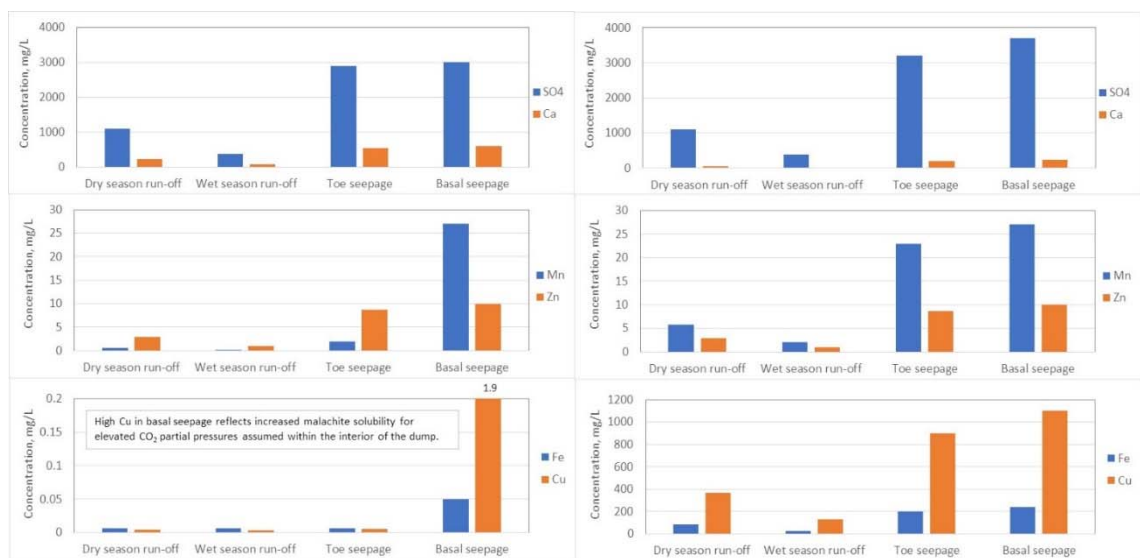 4000
3000
2000
1000
0
Concentration, mg/L
SO4
Ca
Dry season run-off Wet season run-off Toe seepage Basal seepage
4000
3000
2000
1000
0
Concentration, mg/L
SO4
Ca
Dry season run-off Wet season run-off Toe seepage Basal seepage
30
25
20
15
10
5
0
Concentration, mg/L
Mn
Zn
Dry season run-off Wet season run-off Toe seepage Basal seepage
30
25
20
15
10
5
0
Concentration, mg/L
Mn
Zn
Dry season run-off Wet season run-off Toe seepage Basal seepage
1.9
0.2
0.15
0.1
0.05
0
Concentration, mg/L
High Cu in basal seepage reflects increased malachite solubility for
elevated CO₂ partial pressures assumed within the interior of the dump.
Fe
Cu
Dry season run-off Wet season run-off Toe seepage Basal seepage
1200
1000
800
600
400
200
0
Concentration, mg/L
Fe
Cu
Dry season run-off Wet season run-off Toe seepage Basal seepage